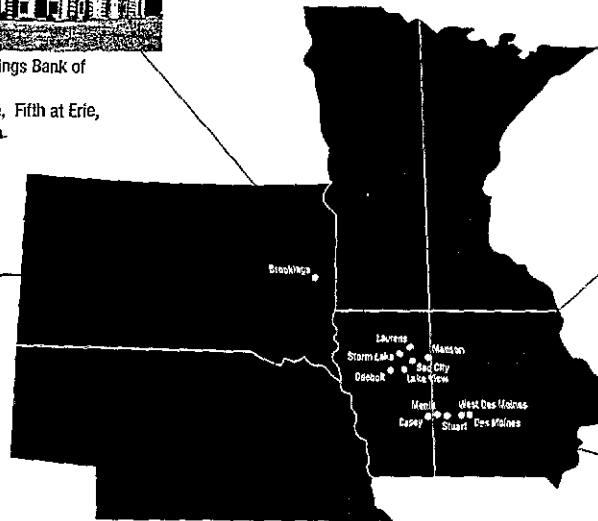 ings Bank of
, Fifth at Erie,
Brookings
Laurens
Manson
Storm Lake
Sac City
Odebolt
Lake View
Menlo
West Des Moines
Casey
Stuart
Des Moines